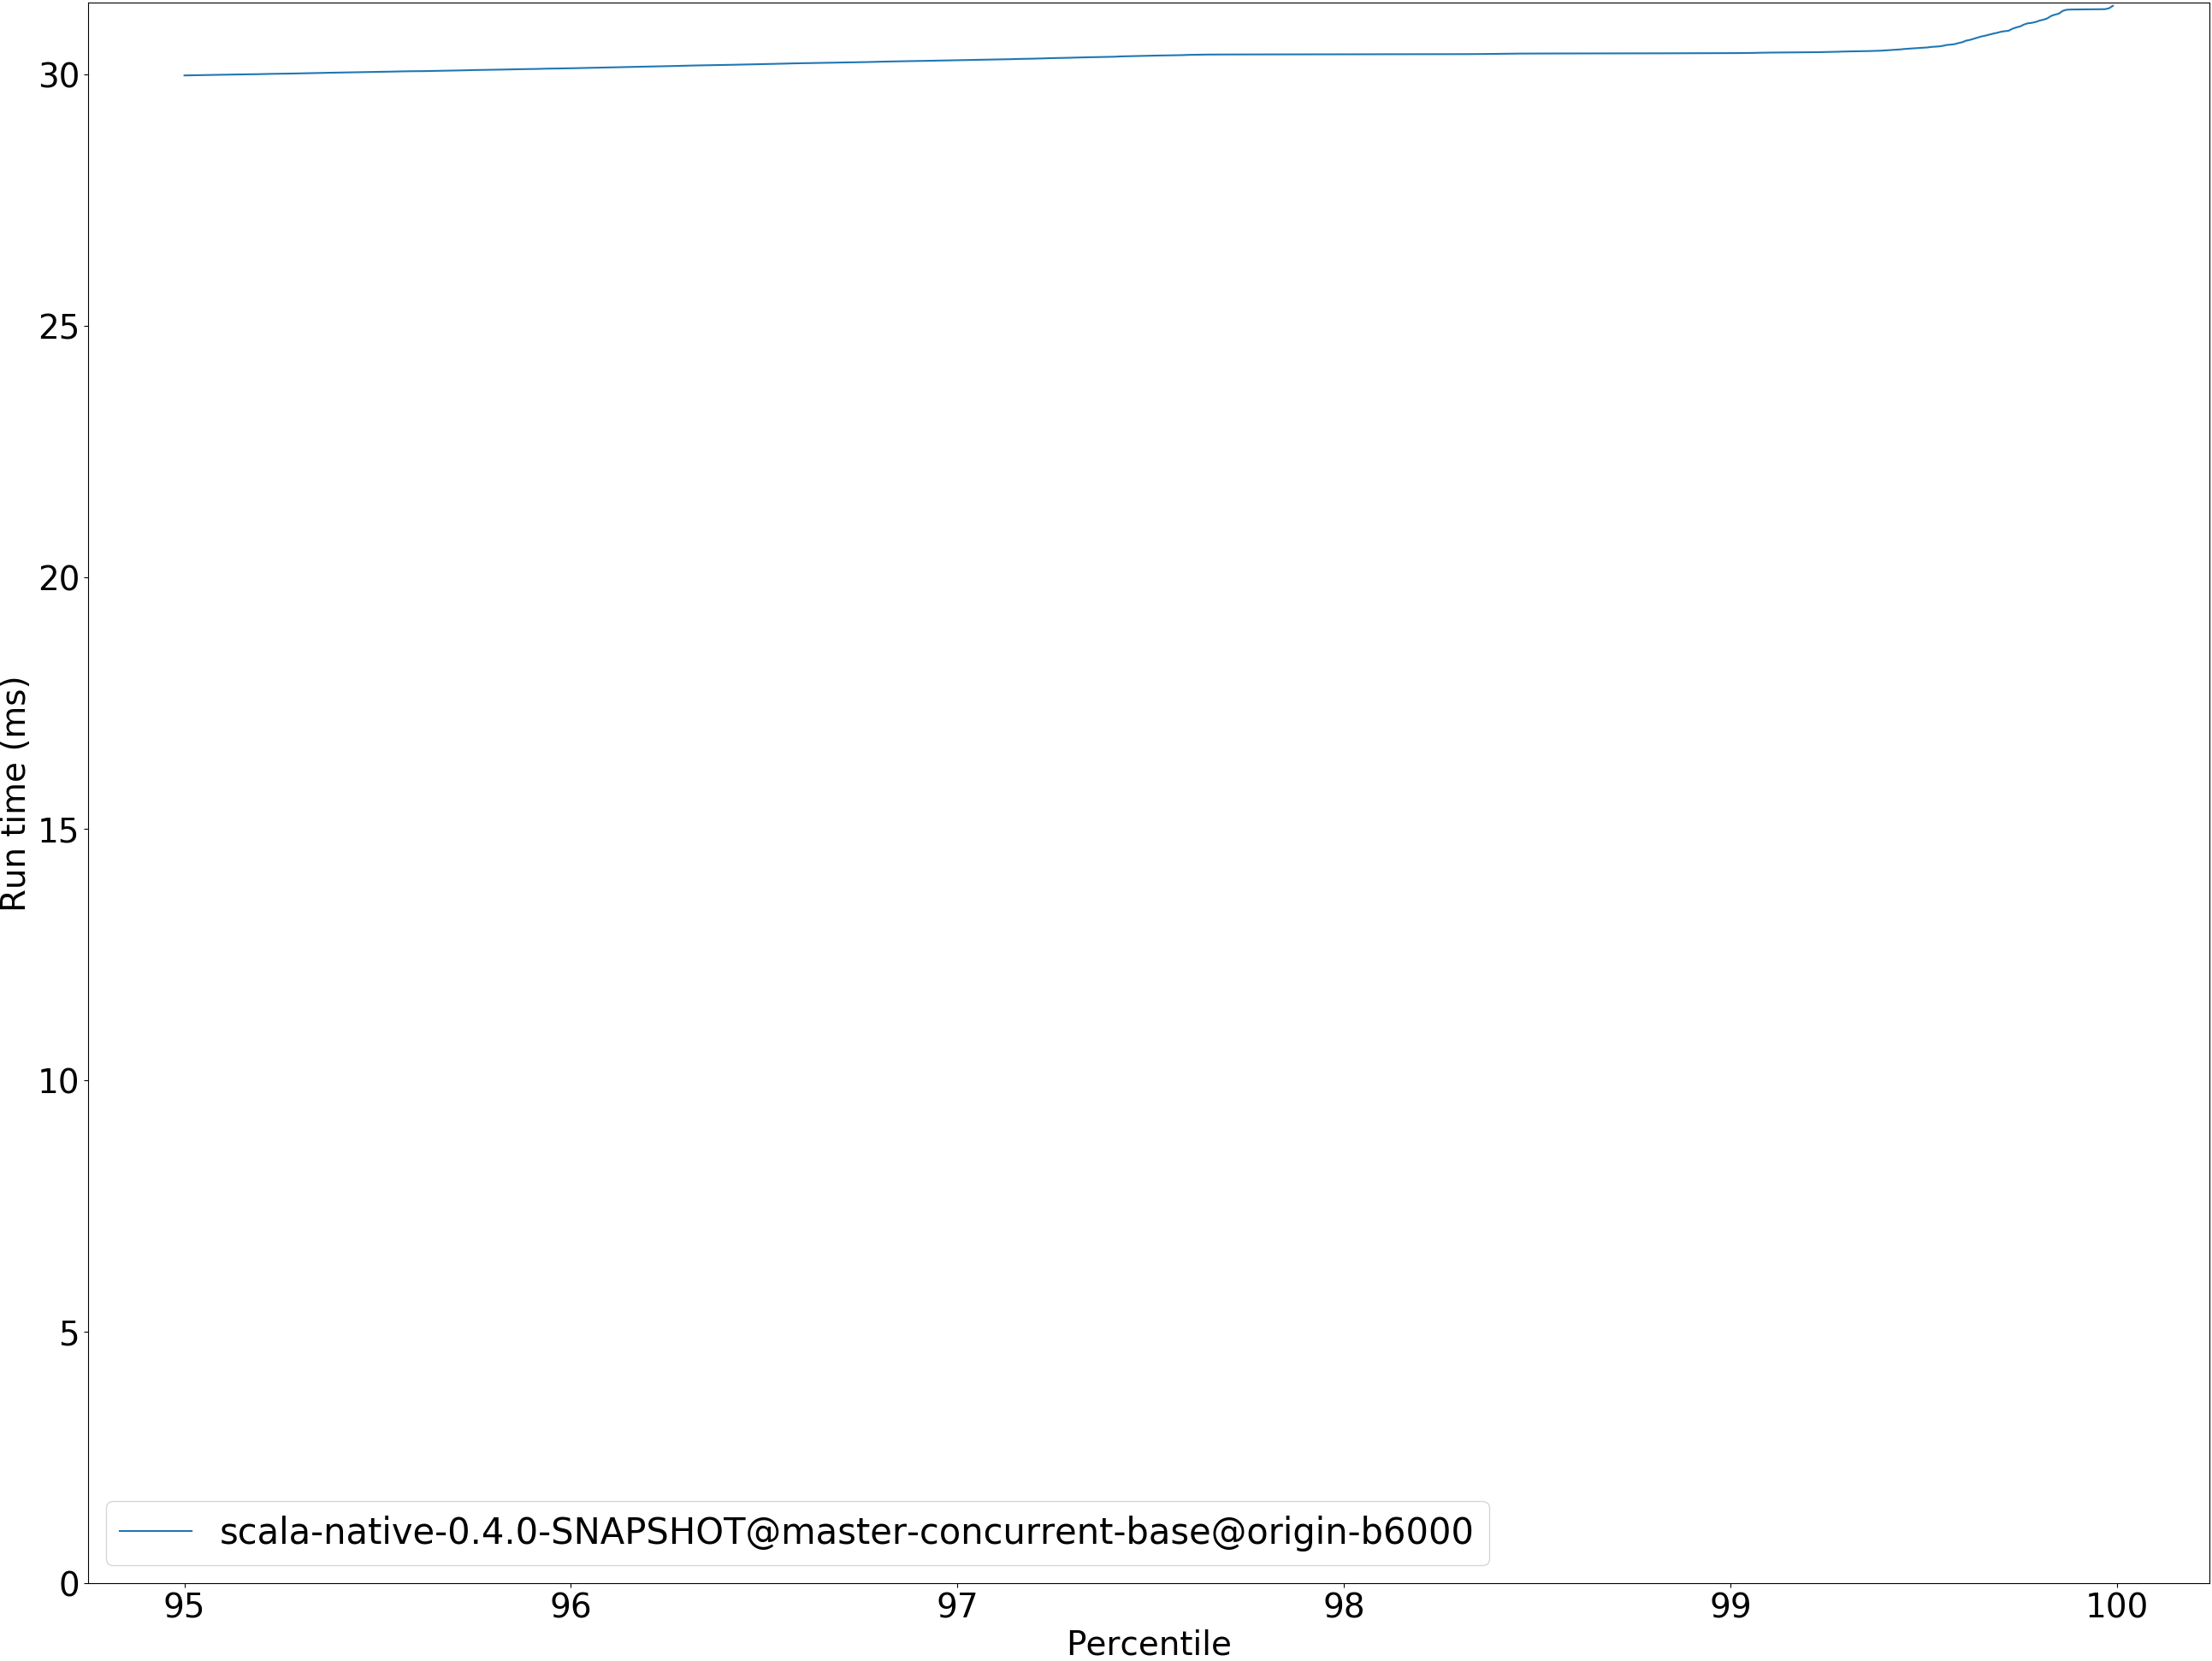 30
25
20
15
10
5
0
Run time (ms)
scala-native-0.4.0-SNAPSHOT@master-concurrent-base@origin-b6000
95 96 97 98 99 100
Percentile